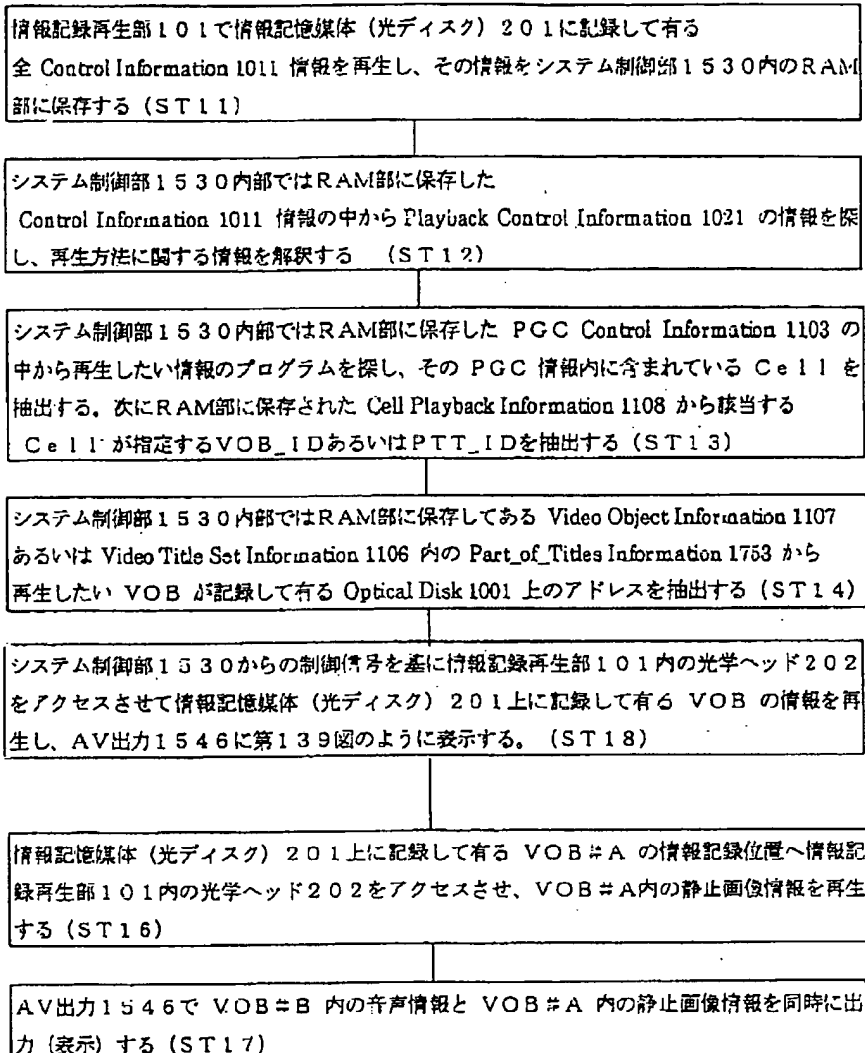 情報記録再生部１０１で情報記憶媒体（光ディスク）２０１に記録して有る
全 Control Information 1011 情報を再生し、その情報をシステム制御部１５３０内のＲＡＭ
部に保存する（ＳＴ１１）
システム制御部１５３０内部ではＲＡＭ部に保存した
Control Information 1011 情報の中から Playback Control Information 1021 の情報を探
し、再生方法に関する情報を解釈する （ＳＴ１２）
システム制御部１５３０内部ではＲＡＭ部に保存した PGC Control Information 1103 の
中から再生したい情報のプログラムを探し、その PGC 情報内に含まれている Ｃｅｌｌ を
抽出する。次にＲＡＭ部に保存された Cell Playback Information 1108 から該当する
Ｃｅｌｌ が指定するＶＯＢ_ＩＤあるいはＰＴＴ_ＩＤを抽出する（ＳＴ１３）
システム制御部１５３０内部ではＲＡＭ部に保存してある Video Object Information 1107
あるいは Video Title Set Information 1106 内の Part_of_Titles Information 1753 から
再生したい VOB が記録して有る Optical Disk 1001 上のアドレスを抽出する（ＳＴ１４）
システム制御部１５３０からの制御信号を基に情報記録再生部１０１内の光学ヘッド２０２
をアクセスさせて情報記憶媒体（光ディスク）２０１上に記録して有る VOB の情報を再
生し、AV出力１５４６に第１３９図のように表示する。（ＳＴ１８）
情報記憶媒体（光ディスク）２０１上に記録して有る VOB＃A の情報記録位置へ情報記
録再生部１０１内の光学ヘッド２０２をアクセスさせ、VOB＃A内の静止画像情報を再生
する（ＳＴ１６）
AV出力１５４６で VOB＃B 内の音声情報と VOB＃A 内の静止画像情報を同時に出
力（表示）する（ＳＴ１７）